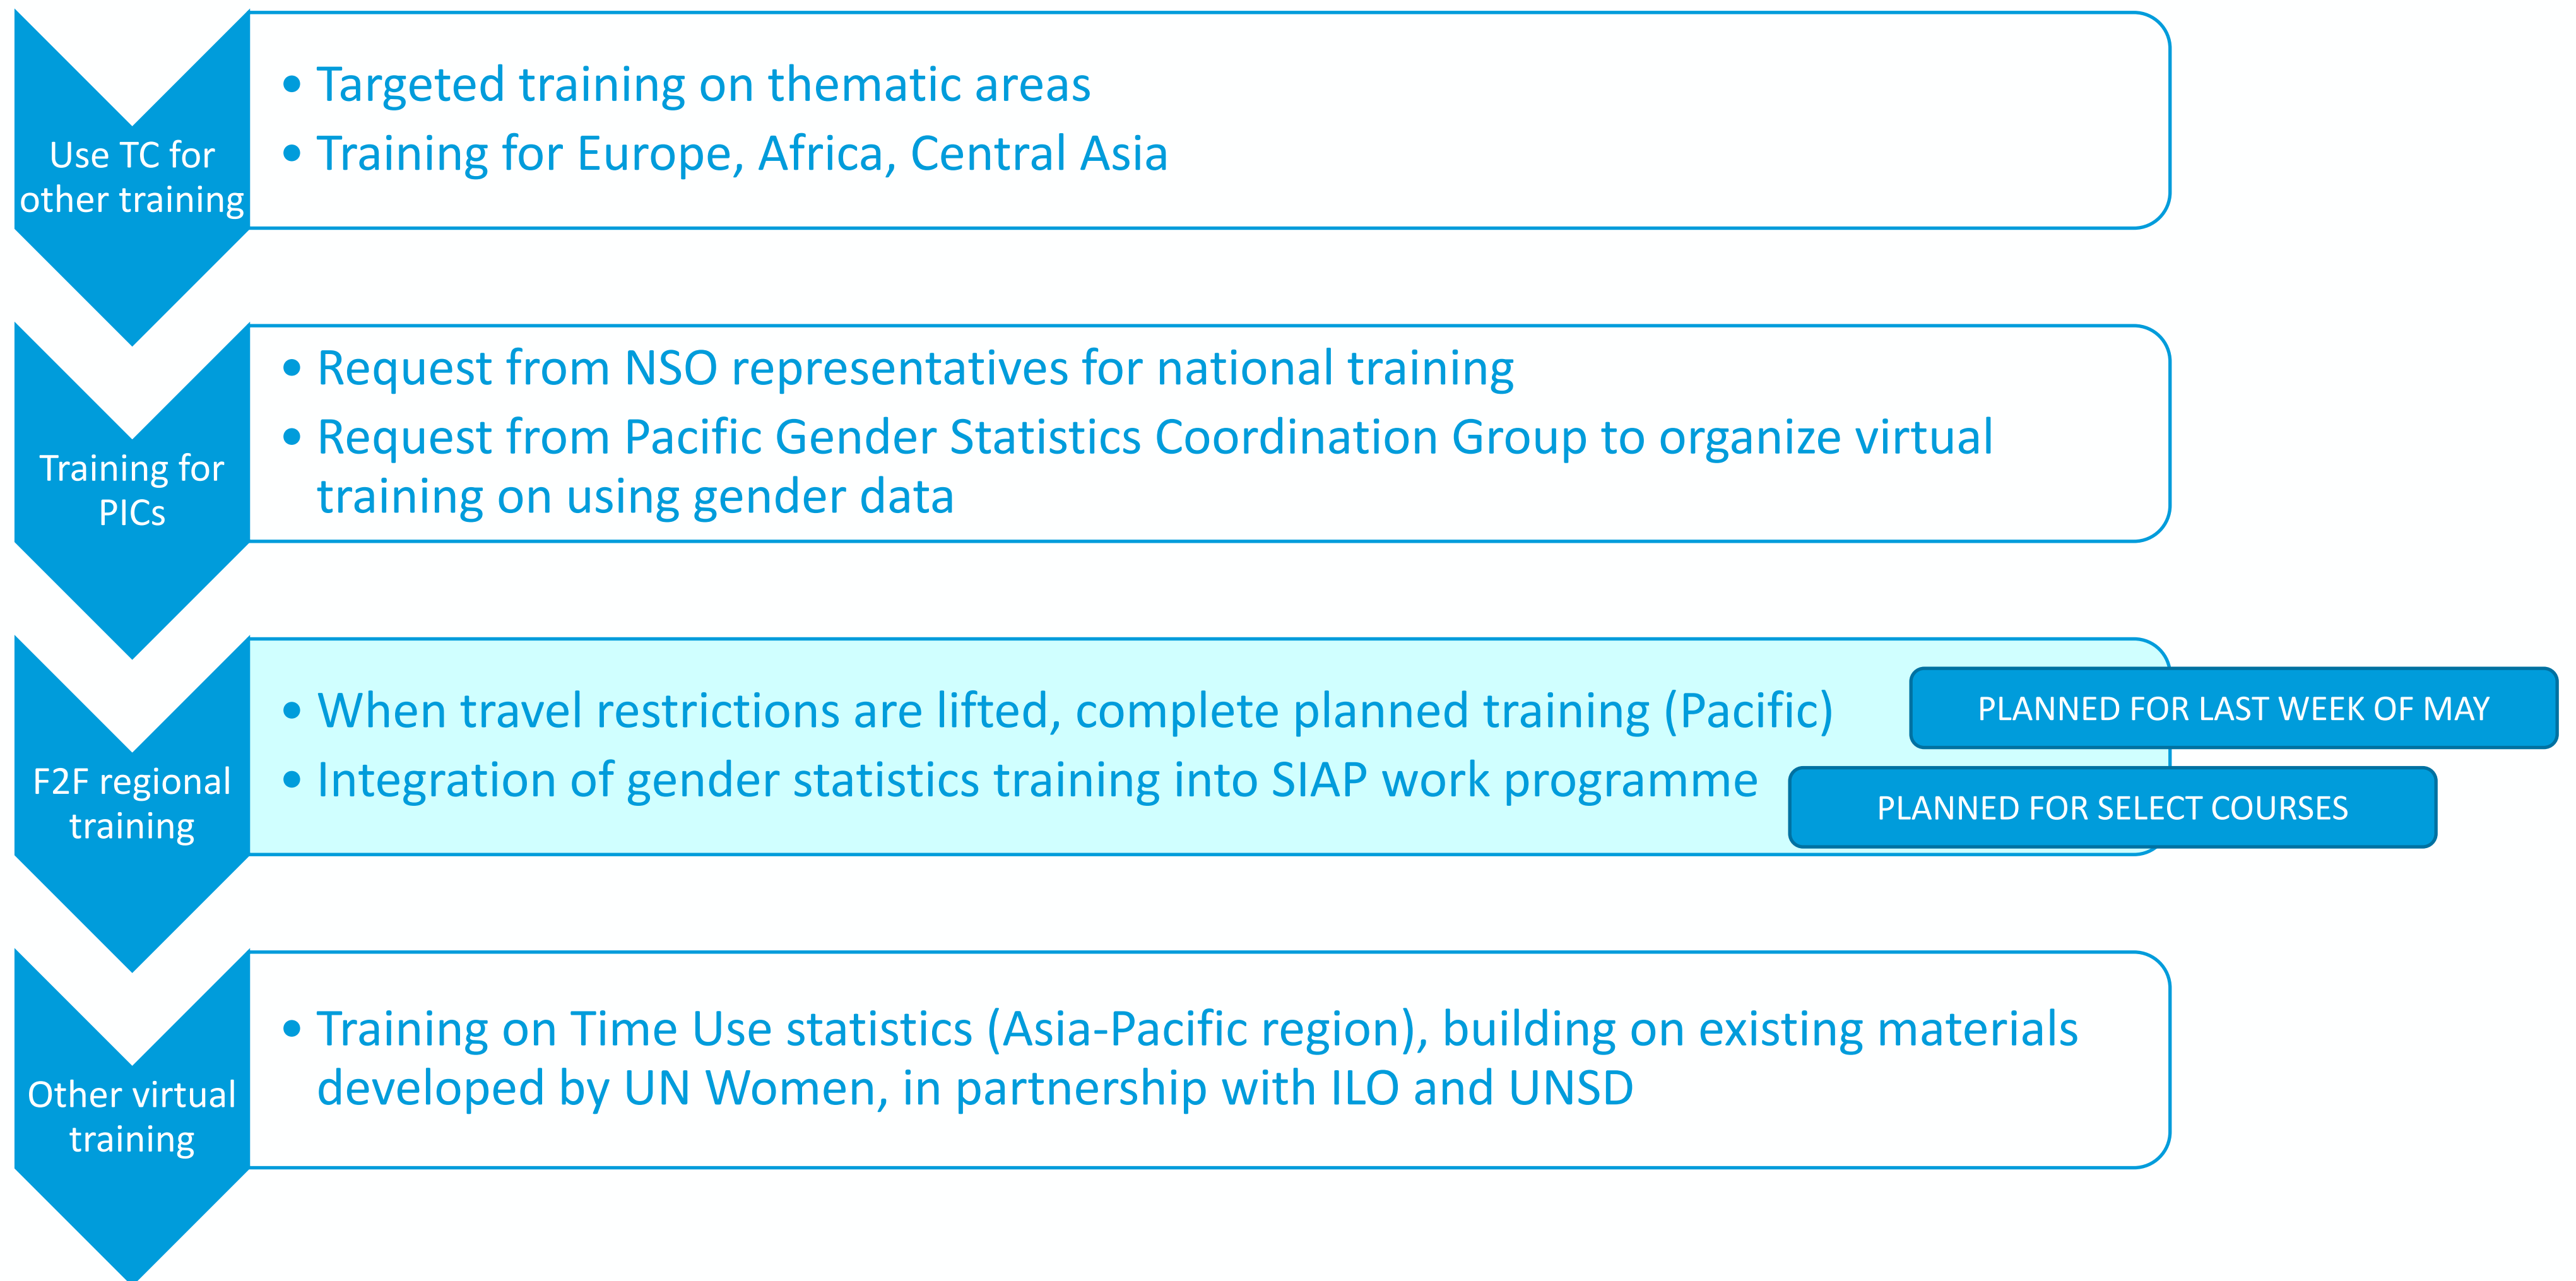 Use TC for
other training
• Targeted training on thematic areas
• Training for Europe, Africa, Central Asia
Training for
PICs
• Request from NSO representatives for national training
• Request from Pacific Gender Statistics Coordination Group to organize virtual
training on using gender data
F2F regional
training
• When travel restrictions are lifted, complete planned training (Pacific)
PLANNED FOR LAST WEEK OF MAY
• Integration of gender statistics training into SIAP work programme
PLANNED FOR SELECT COURSES
Other virtual
training
• Training on Time Use statistics (Asia-Pacific region), building on existing materials
developed by UN Women, in partnership with ILO and UNSD